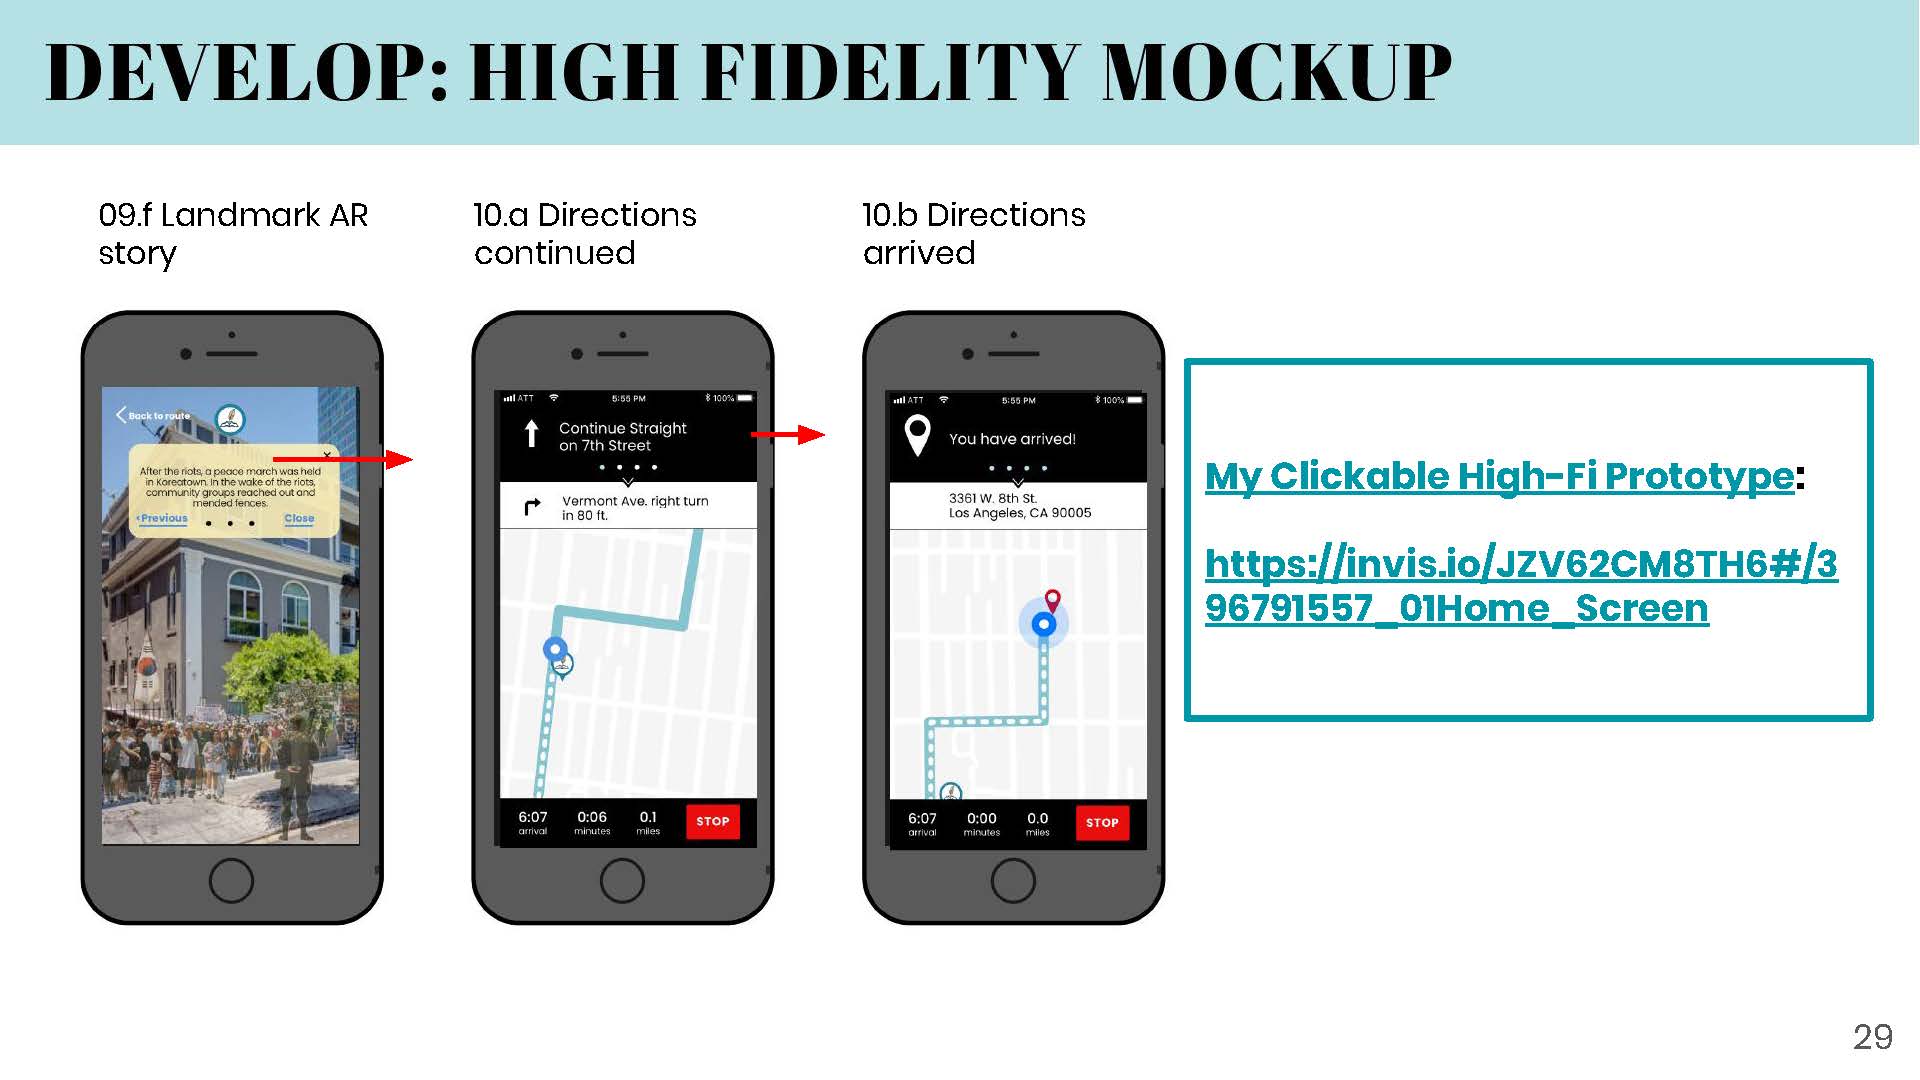 DEVELOP: HIGH FIDELITY MOCKUP
09.f Landmark AR
story
10.a Directions
continued
10.b Directions
arrived
Back to route
After the riots, a peace march was held
in Koreatown. In the wake of the riots,
community groups reached out and
mended fences.
<Previous
Close
ATT 5:55 PM 100%
Continue Straight
on 7th Street
Vermont Ave. right turn
in 80 ft.
6:07 0:06 0.1 STOP
arrival minutes miles
ATT 5:55 PM 100%
You have arrived!
3361 W. 8th St.
Los Angeles, CA 90005
6:07 0:00 0.0 STOP
arrival minutes miles
My Clickable High-Fi Prototype:
https://invis.io/JZV62CM8TH6#/3
96791557_01Home_Screen
29